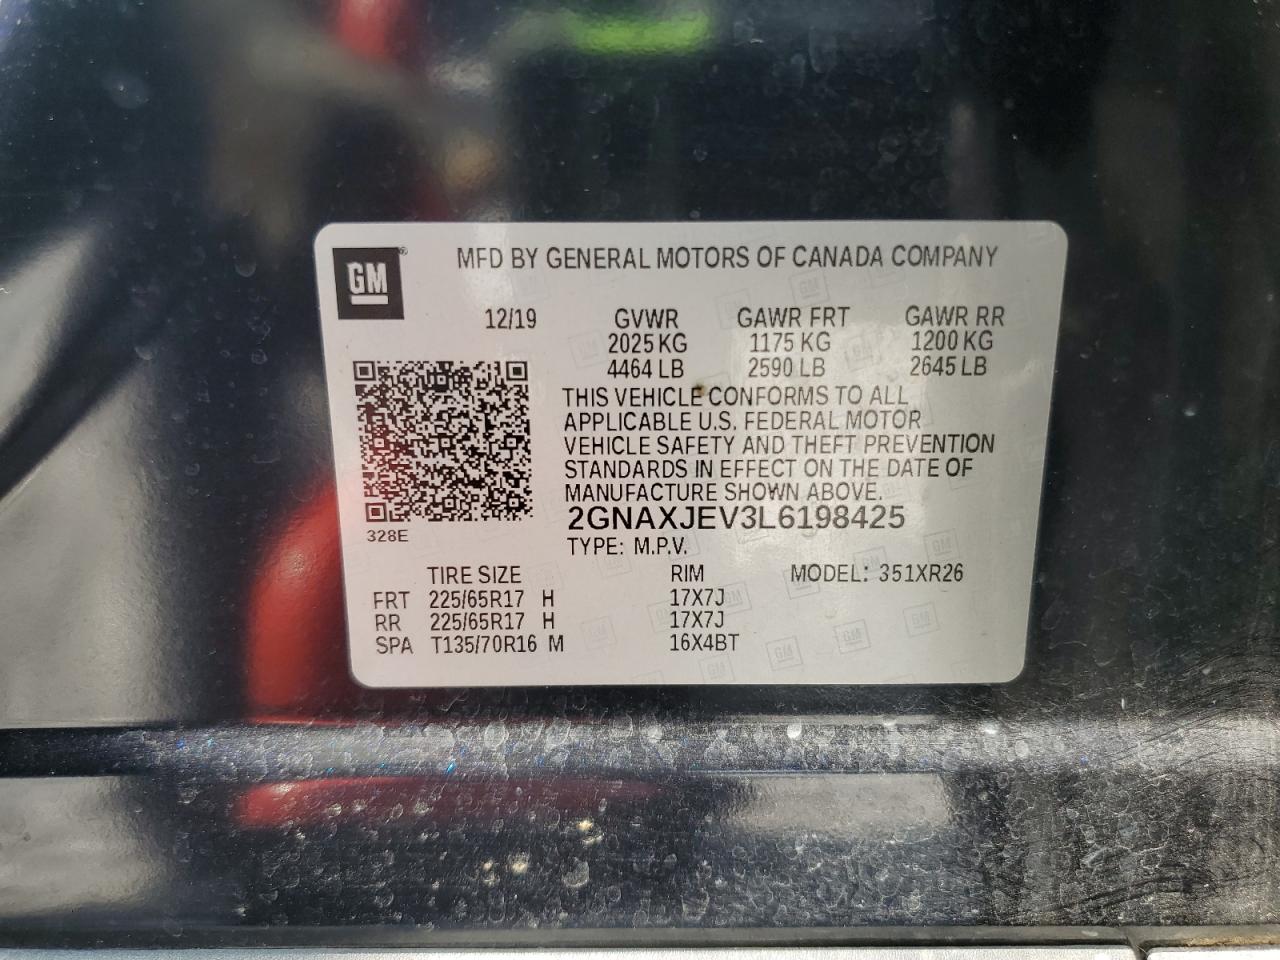 GM®
MFD BY GENERAL MOTORS OF CANADA COMPANY
12/19 GVWR GAWR FRT GAWR RR
2025 KG 1175 KG 1200 KG
4464 LB 2590 LB 2645 LB
THIS VEHICLE CONFORMS TO ALL
APPLICABLE U.S. FEDERAL MOTOR
VEHICLE SAFETY AND THEFT PREVENTION
STANDARDS IN EFFECT ON THE DATE OF
MANUFACTURE SHOWN ABOVE.
2GNAXJEV3L6198425
328E
TYPE: M.P.V.
TIRE SIZE RIM MODEL: 351XR26
FRT 225/65R17 H 17X7J
RR 225/65R17 H 17X7J
SPA T135/70R16 M 16X4BT